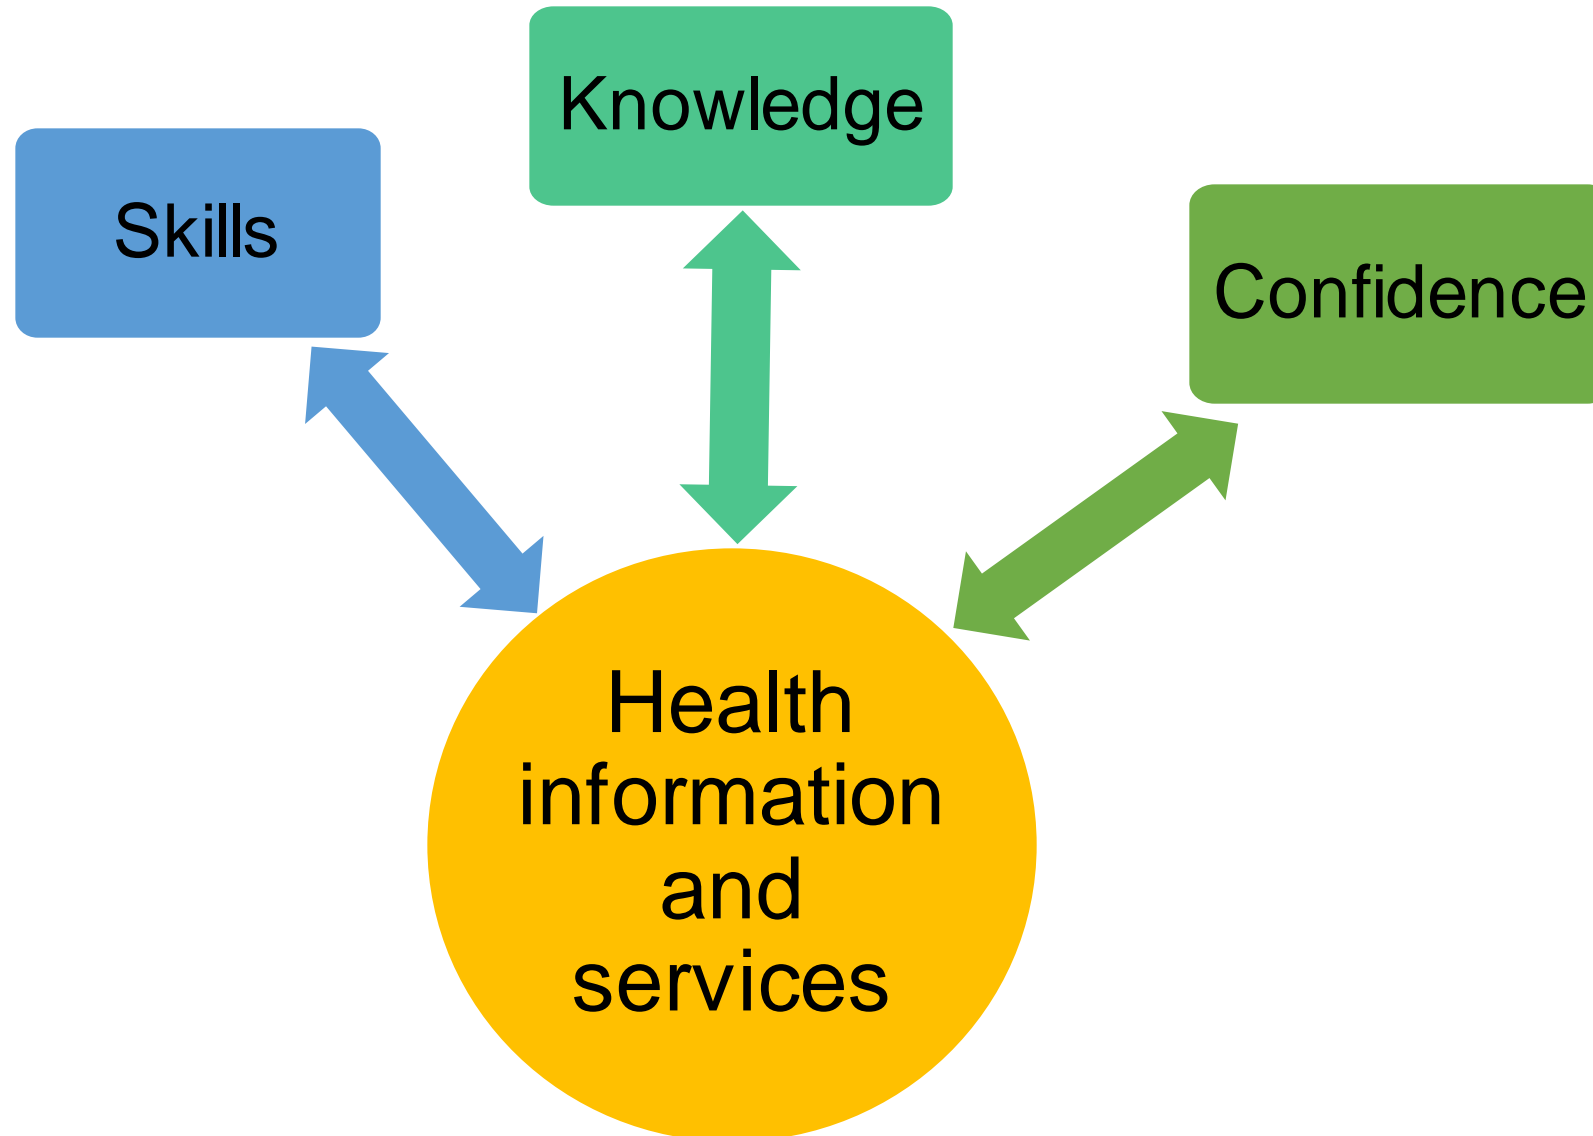 Knowledge
Skills
Confidence
Health
information
and
services